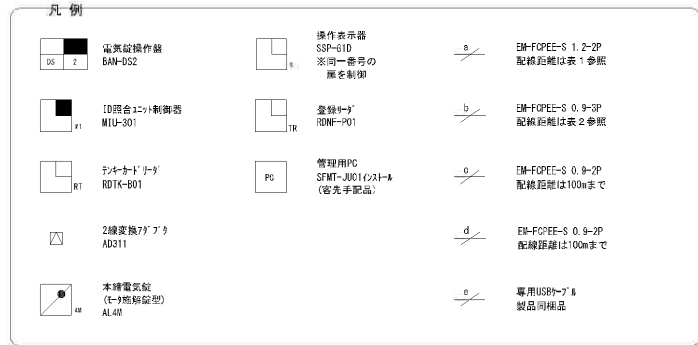 凡 例
DS 2
電気錠操作盤
BAN-DS2
操作表示器
SSP-G1D
※同一番号の
扉を制御
a
EM-FCPEE-S 1.2-2P
配線距離は表1参照
MI
ID照合ユニット制御器
MIU-301
TR
登録リーダ
RDNF-P01
b
EM-FCPEE-S 0.9-3P
配線距離は表2参照
RT
テンキーカードリーダ
RDTK-B01
PC
管理用PC
SFMT-JU01インストール
(客先手配品)
c
EM-FCPEE-S 0.9-2P
配線距離は100mまで
2線変換アダプタ
AD311
d
EM-FCPEE-S 0.9-2P
配線距離は100mまで
4M
本締電気錠
(モータ施解錠型)
AL4M
e
専用USBケーブル
製品同梱品